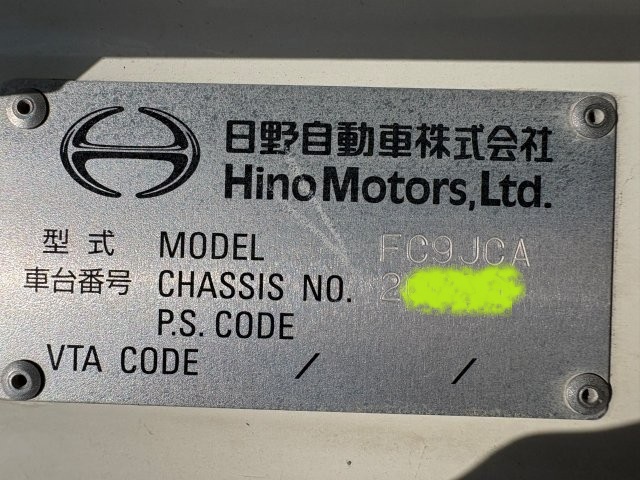 日野自動車株式会社
Hino Motors, Ltd.
型式 MODEL FC9JCA
車台番号 CHASSIS NO. 2
P.S. CODE
VTA CODE / /